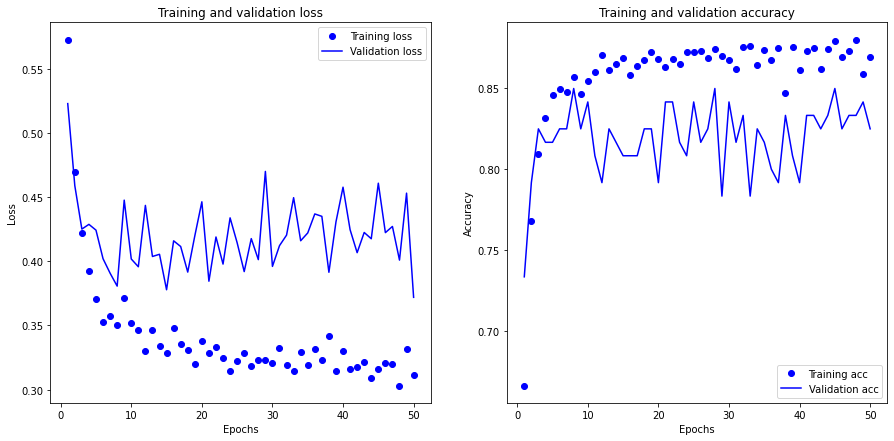 Training and validation loss
Training loss
Validation loss
0.55
0.50
0.45
0.40
0.35
0.30
Loss
0 10 20 30 40 50
Epochs
Training and validation accuracy
0.85
0.80
0.75
0.70
Accuracy
Training acc
Validation acc
0 10 20 30 40 50
Epochs